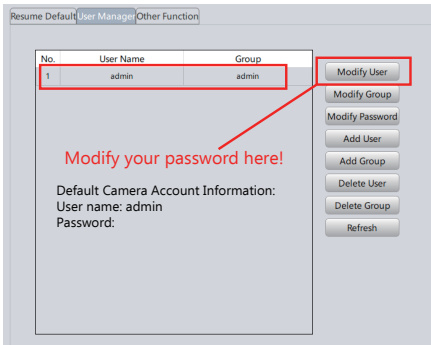 Resume Default User Manager Other Function
No. User Name Group
1 admin admin
Modify User
Modify Group
Modify Password
Add User
Modify your password here!
Add Group
Default Camera Account Information:
Delete User
User name: admin
Delete Group
Password:
Refresh